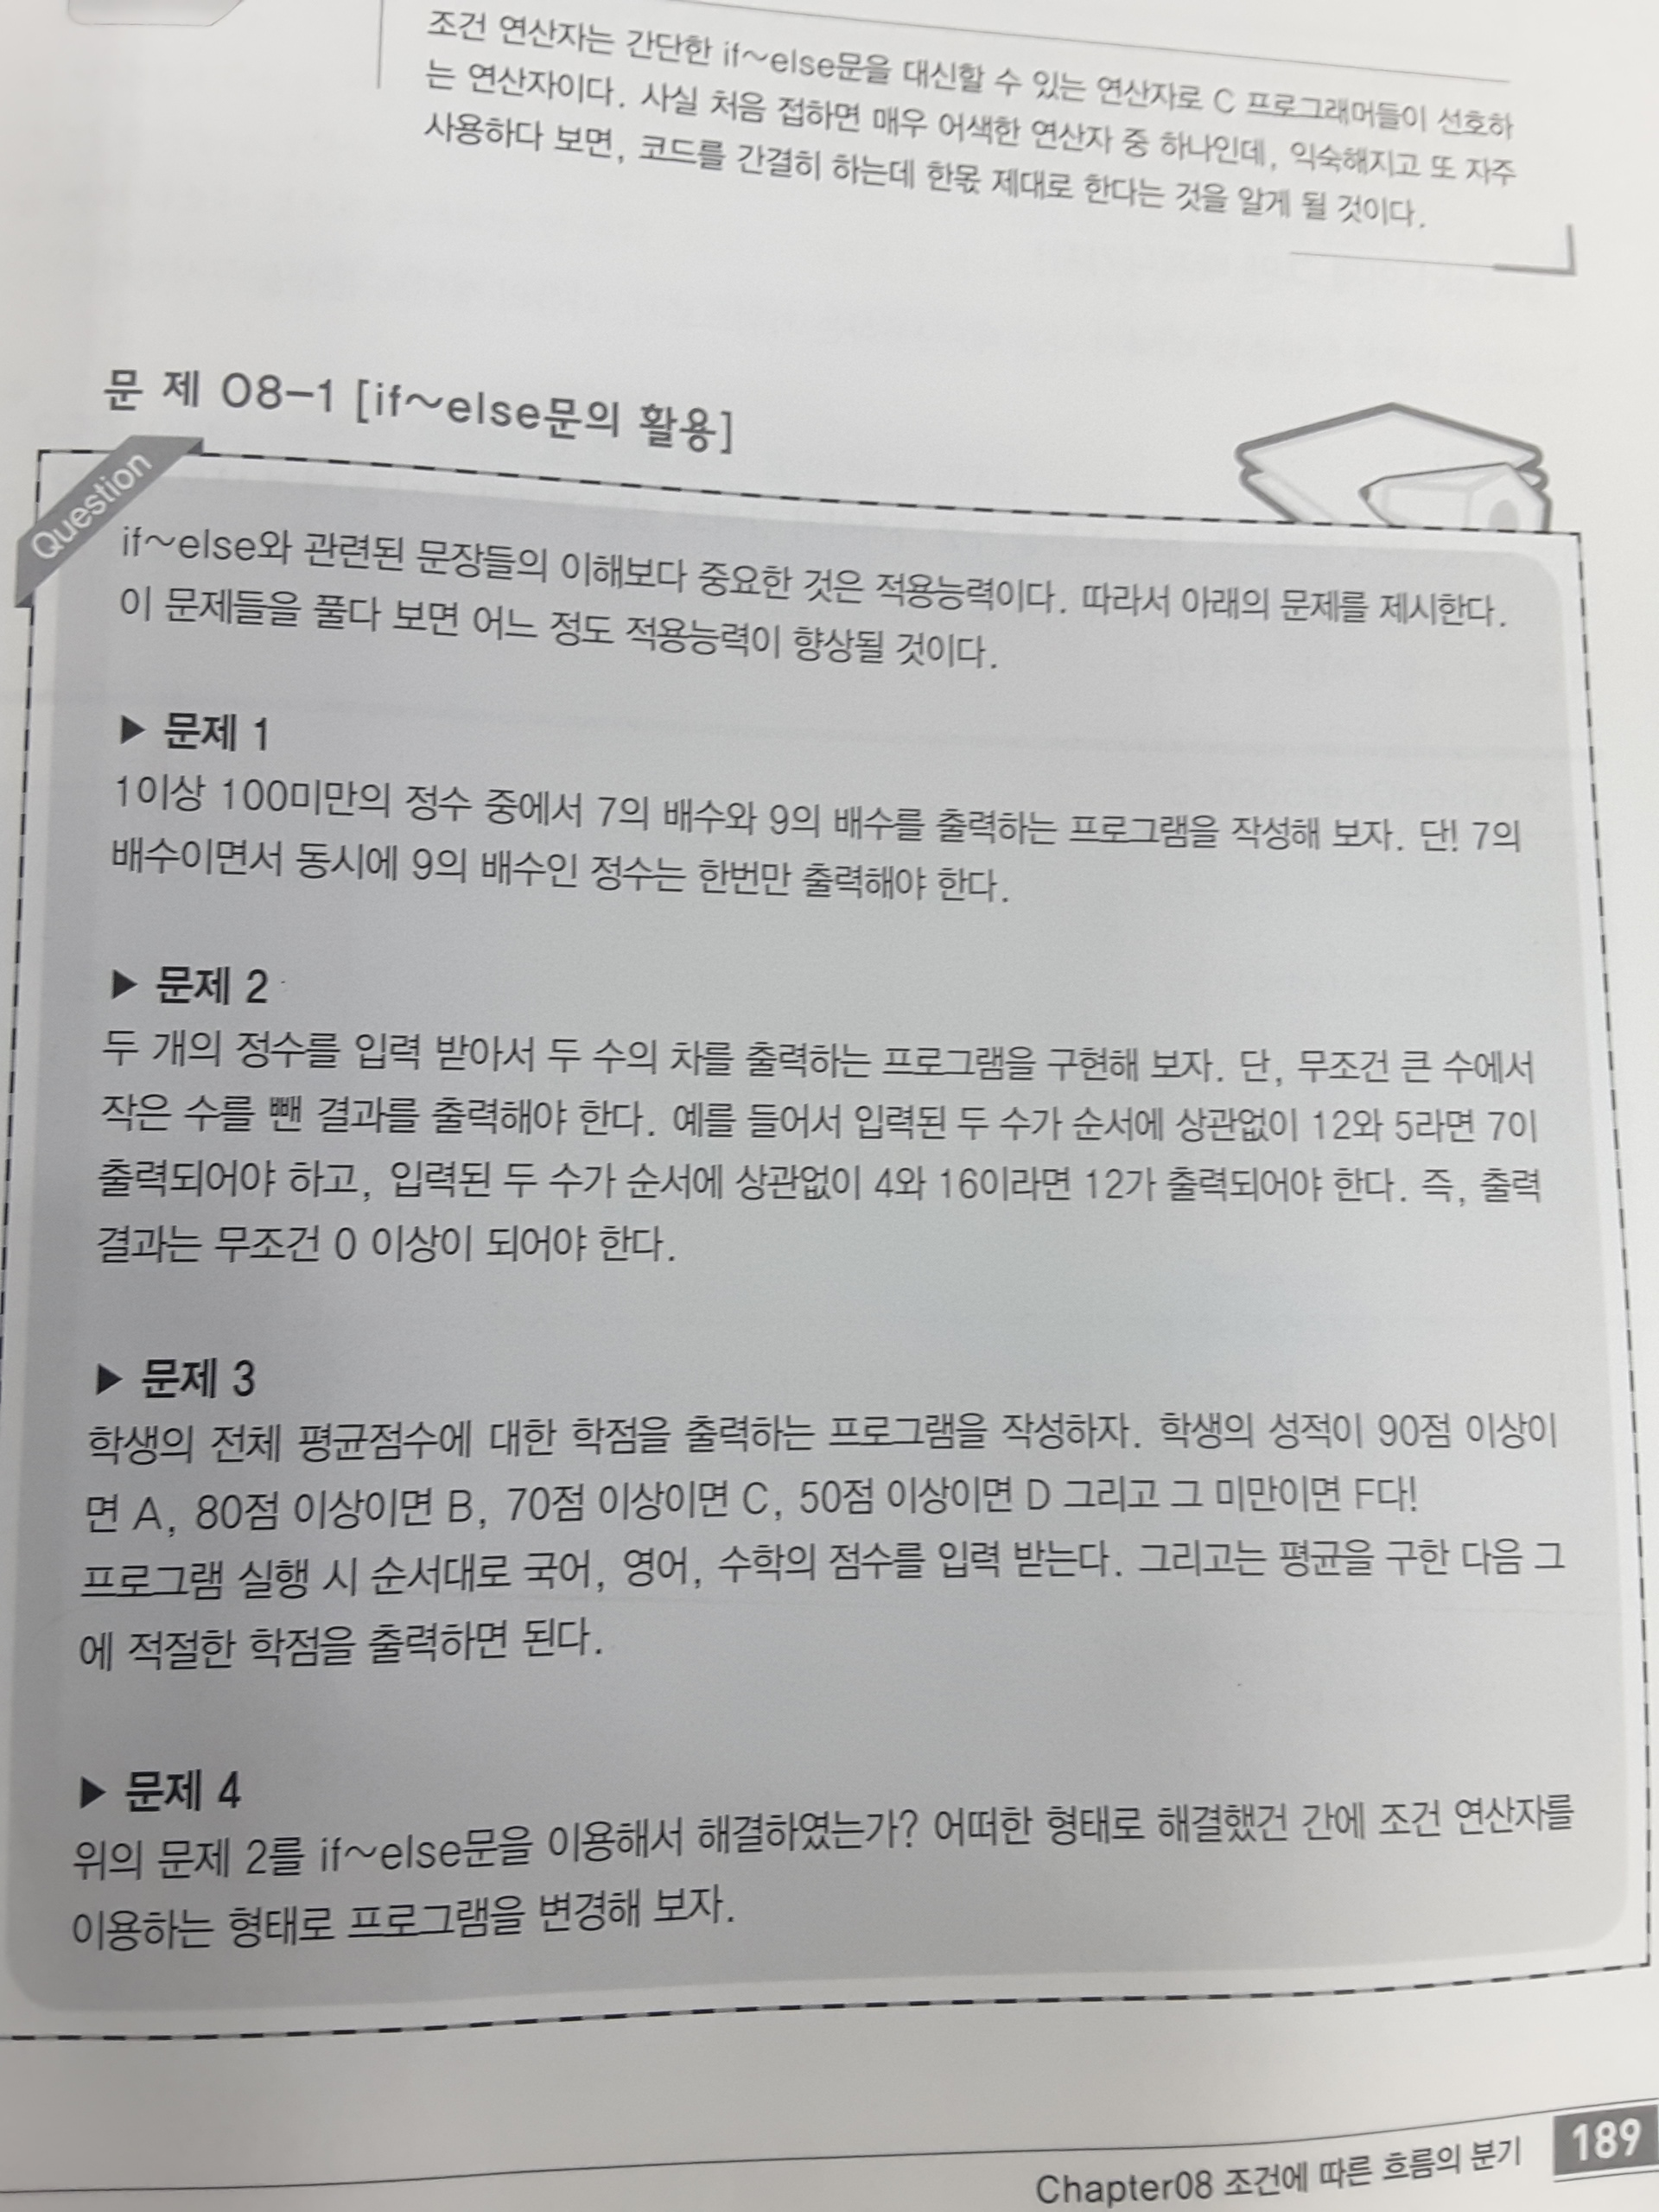 조건 연산자는 간단한 if~else문을 대신할 수 있는 연산자로 C 프로그래머들이 선호하
는 연산자이다. 사실 처음 접하면 매우 어색한 연산자 중 하나인데, 익숙해지고 또 자주
사용하다 보면, 코드를 간결히 하는데 한몫 제대로 한다는 것을 알게 될 것이다.
문 제 08-1 [if~else문의 활용]
Question
if~else와 관련된 문장들의 이해보다 중요한 것은 적용능력이다. 따라서 아래의 문제를 제시한다.
이 문제들을 풀다 보면 어느 정도 적용능력이 향상될 것이다.
▶ 문제 1
1이상 100미만의 정수 중에서 7의 배수와 9의 배수를 출력하는 프로그램을 작성해 보자. 단! 7의
배수이면서 동시에 9의 배수인 정수는 한번만 출력해야 한다.
▶ 문제 2
두 개의 정수를 입력 받아서 두 수의 차를 출력하는 프로그램을 구현해 보자. 단, 무조건 큰 수에서
작은 수를 뺀 결과를 출력해야 한다. 예를 들어서 입력된 두 수가 순서에 상관없이 12와 5라면 7이
출력되어야 하고, 입력된 두 수가 순서에 상관없이 4와 16이라면 12가 출력되어야 한다. 즉, 출력
결과는 무조건 0 이상이 되어야 한다.
▶ 문제 3
학생의 전체 평균점수에 대한 학점을 출력하는 프로그램을 작성하자. 학생의 성적이 90점 이상이
면 A, 80점 이상이면 B, 70점 이상이면 C, 50점 이상이면 D 그리고 그 미만이면 F다!
프로그램 실행 시 순서대로 국어, 영어, 수학의 점수를 입력 받는다. 그리고는 평균을 구한 다음 그
에 적절한 학점을 출력하면 된다.
▶ 문제 4
위의 문제 2를 if~else문을 이용해서 해결하였는가? 어떠한 형태로 해결했건 간에 조건 연산자를
이용하는 형태로 프로그램을 변경해 보자.
Chapter08 조건에 따른 흐름의 분기 189